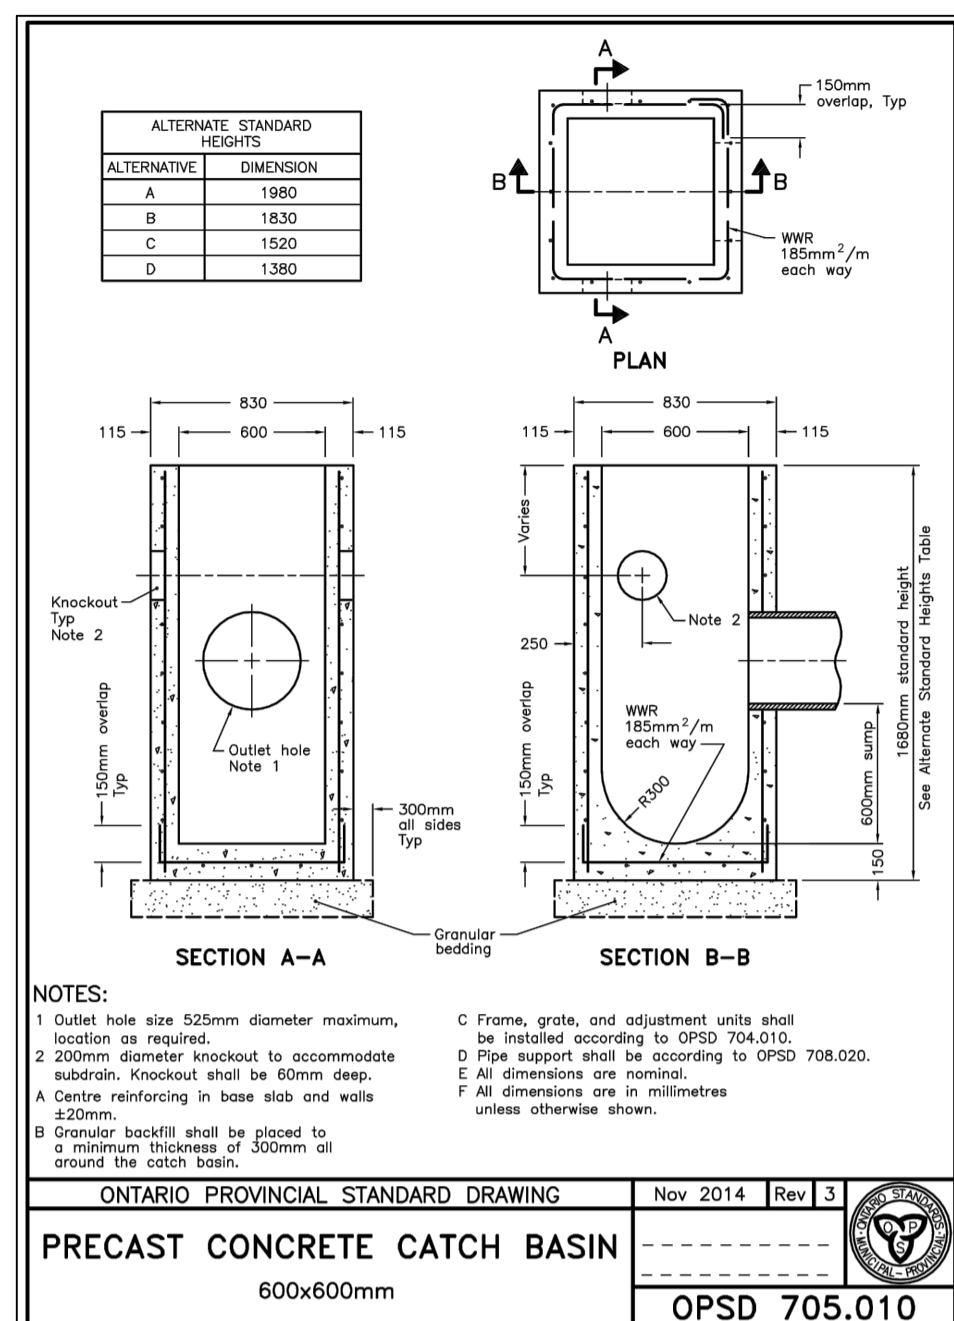 ALTERNATE STANDARD
HEIGHTS
ALTERNATIVE DIMENSION
A 1980
B 1830
C 1520
D 1380
A
150mm
overlap, Typ
B
B
WWR
185mm²/m
each way
A
PLAN
830
115 600 115
Knockout
Typ
Note 2
Outlet hole
Note 1
150mm overlap
Typ
300mm
all sides
Typ
SECTION A-A
830
115 600 115
Varies
Note 2
250
WWR
185mm²/m
each way
150mm overlap
Typ
R300
600mm sump
150
1680mm standard height
See Alternate Standard Heights Table
Granular
bedding
SECTION B-B
NOTES:
1 Outlet hole size 525mm diameter maximum,
location as required.
2 200mm diameter knockout to accommodate
subdrain. Knockout shall be 60mm deep.
A Centre reinforcing in base slab and walls
±20mm.
B Granular backfill shall be placed to
a minimum thickness of 300mm all
around the catch basin.
C Frame, grate, and adjustment units shall
be installed according to OPSD 704.010.
D Pipe support shall be according to OPSD 708.020.
E All dimensions are nominal.
F All dimensions are in millimetres
unless otherwise shown.
ONTARIO PROVINCIAL STANDARD DRAWING
Nov 2014 Rev 3
PRECAST CONCRETE CATCH BASIN
600x600mm
OPSD 705.010
ONTARIO STANDARDS
MUNICIPAL-PROVINCIAL
O P
S